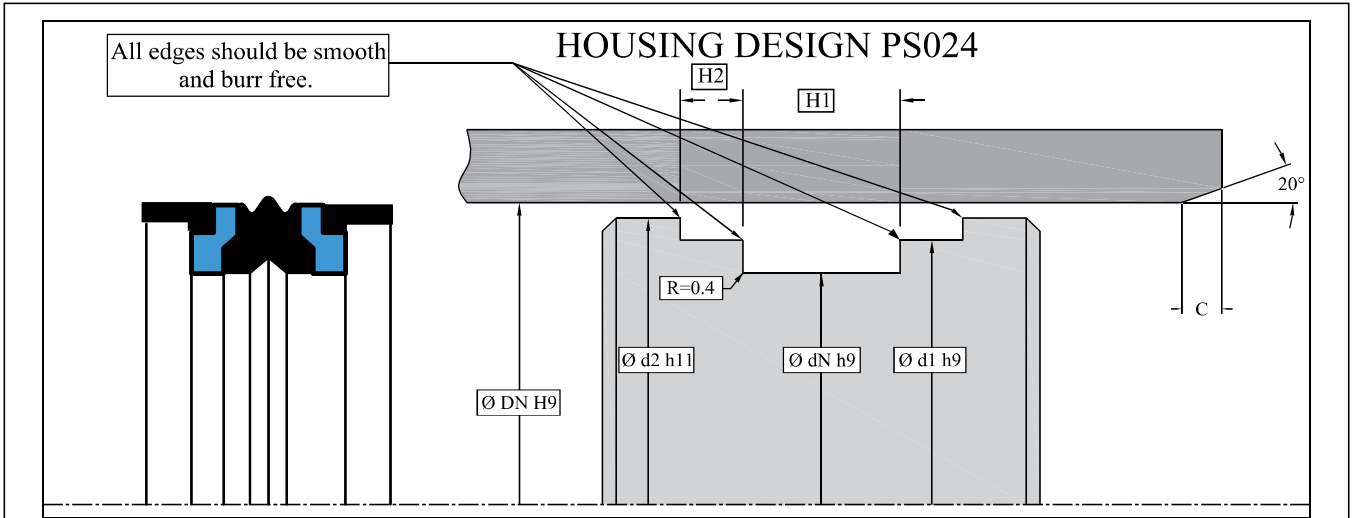 HOUSING DESIGN PS024
All edges should be smooth
and burr free.
H2
H1
20°
R=0.4
C
Ø d2 h11
Ø dN h9
Ø d1 h9
Ø DN H9